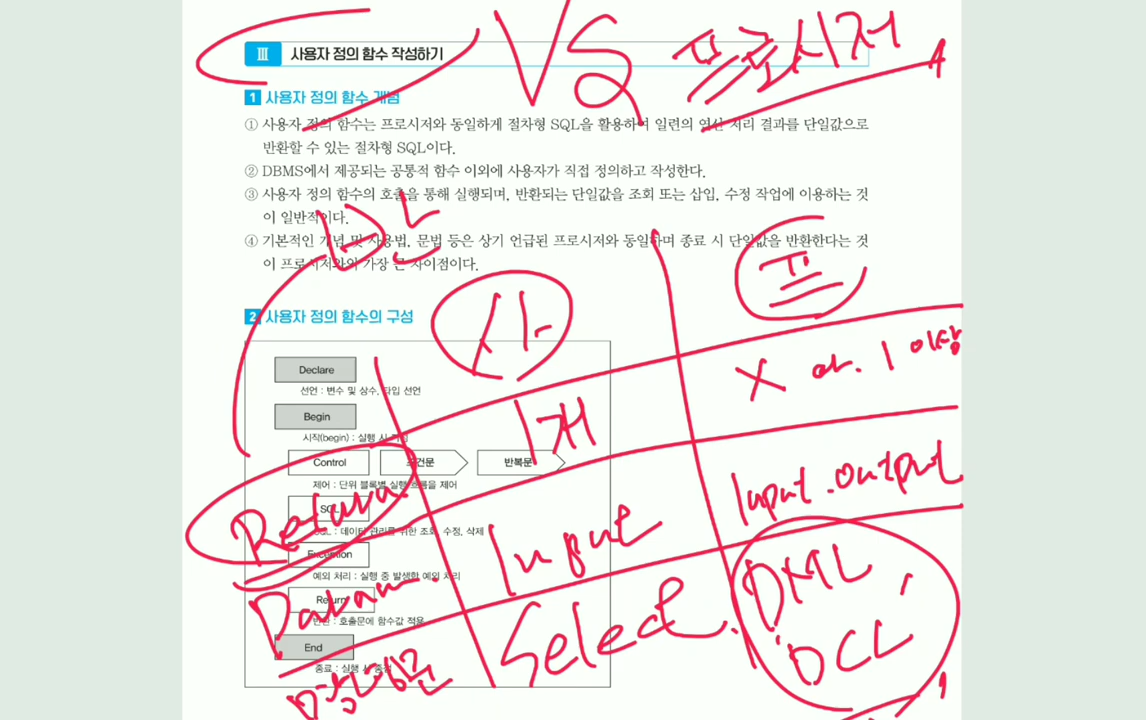 Ⅲ 사용자 정의 함수 작성하기 VS 프로시저
1 사용자 정의 함수 개념
① 사용자 정의 함수는 프로시저와 동일하게 절차형 SQL을 활용하여 일련의 연산 처리 결과를 단일값으로
반환할 수 있는 절차형 SQL이다.
② DBMS에서 제공되는 공통적 함수 이외에 사용자가 직접 정의하고 작성한다.
③ 사용자 정의 함수의 호출을 통해 실행되며, 반환되는 단일값을 조회 또는 삽입, 수정 작업에 이용하는 것
이 일반적이다.
④ 기본적인 개념 및 사용법, 문법 등은 상기 언급된 프로시저와 동일하며 종료 시 단일값을 반환한다는 것
이 프로시저와의 가장 큰 차이점이다.
사 프
2 사용자 정의 함수의 구성
Declare
선언 : 변수 및 상수, 타입 선언
X or 1 이상
Begin
1개
시작(begin) : 실행 시 시점
Control 조건문 반복문
제어 : 단위 블록별 실행 흐름을 제어
Input Output
Return
SQL
SQL : 데이터 관리를 위한 조회, 수정, 삭제
Input
Exception
예외 처리 : 실행 중 발생한 예외 처리
DML,
Return
반환 : 호출문에 함수값 적용
Select
DCL
End
종료 : 실행 시 종점